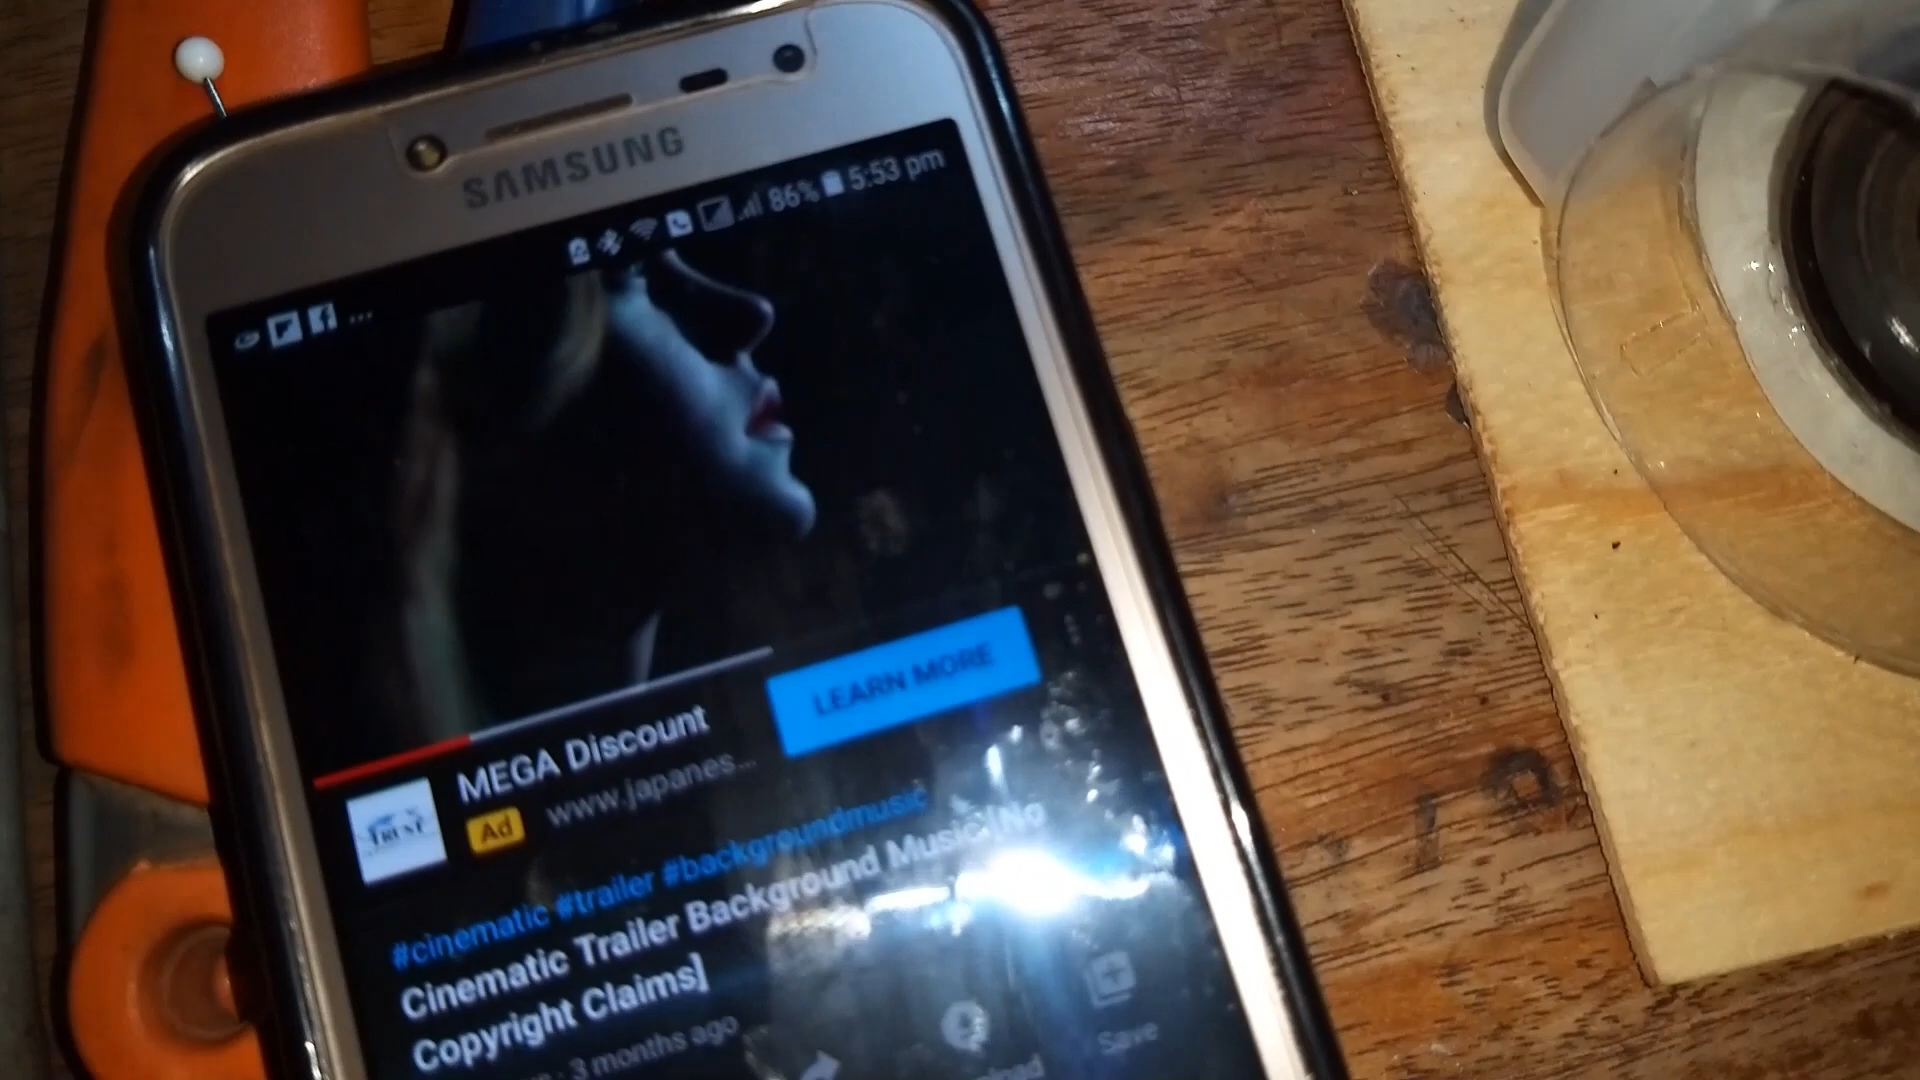 SAMSUNG
86% 5:53 pm
...
LEARN MORE
MEGA Discount
Ad www.japanes...
TRUST
#cinematic #trailer #backgroundmusic
Cinematic Trailer Background Music [No
Copyright Claims]
3 months ago
Save